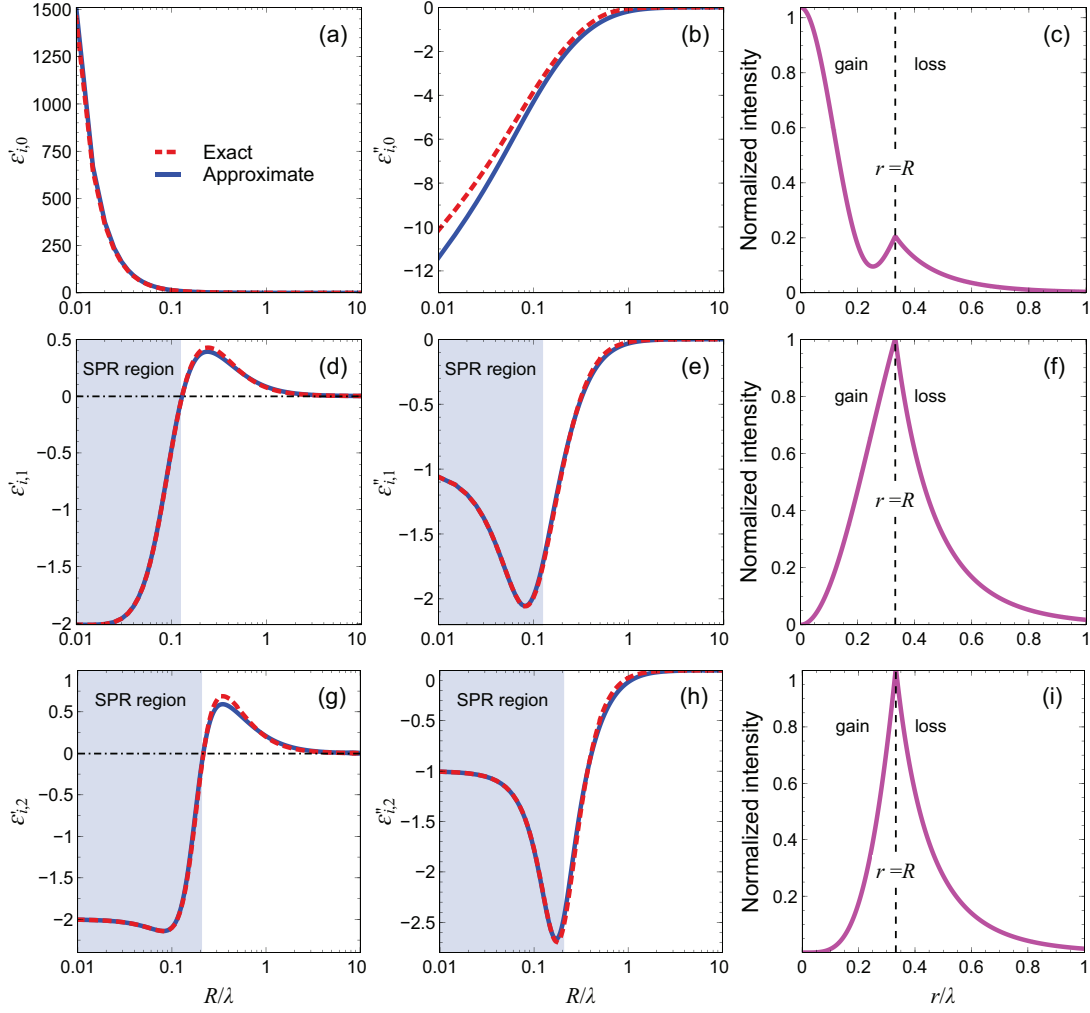 (a)
ε′i,0
1500
1250
1000
750
500
250
0
Exact
Approximate
0.01
0.1
1
10
R/λ
(b)
ε″i,0
0
−2
−4
−6
−8
−10
−12
0.01
0.1
1
10
R/λ
(c)
Normalized intensity
1
0.8
0.6
0.4
0.2
0
gain
loss
r =R
0
0.2
0.4
0.6
0.8
1
(d)
SPR region
ε′i,1
0.5
0
−0.5
−1
−1.5
−2
0.01
0.1
1
10
(e)
SPR region
ε″i,1
0
−0.5
−1
−1.5
−2
0.01
0.1
1
10
(f)
Normalized intensity
1
0.8
0.6
0.4
0.2
0
gain
loss
r =R
0
0.2
0.4
0.6
0.8
1
(g)
SPR region
ε′i,2
1
0.5
0
−0.5
−1
−1.5
−2
0.01
0.1
1
10
R/λ
(h)
SPR region
ε″i,2
0
−0.5
−1
−1.5
−2
−2.5
0.01
0.1
1
10
R/λ
(i)
Normalized intensity
1
0.8
0.6
0.4
0.2
gain
loss
r =R
0
0.2
0.4
0.6
0.8
1
r/λ